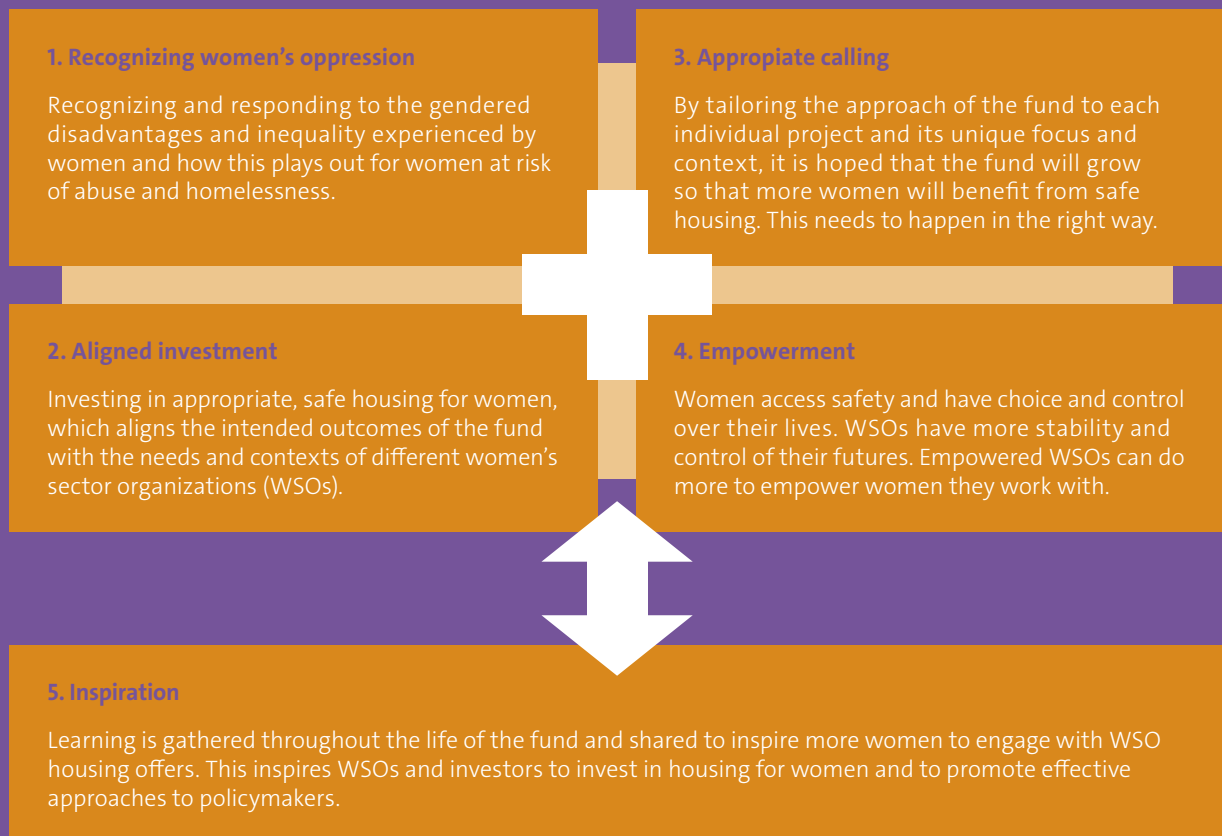 1. Recognizing women's oppression
Recognizing and responding to the gendered
disadvantages and inequality experienced by
women and how this plays out for women at risk
of abuse and homelessness.
2. Aligned investment
Investing in appropriate, safe housing for women,
which aligns the intended outcomes of the fund
with the needs and contexts of different women's
sector organizations (WSOs).
3. Appropiate calling
By tailoring the approach of the fund to each
individual project and its unique focus and
context, it is hoped that the fund will grow
so that more women will benefit from safe
housing. This needs to happen in the right way.
4. Empowerment
Women access safety and have choice and control
over their lives. WSOs have more stability and
control of their futures. Empowered WSOs can do
more to empower women they work with.
5. Inspiration
Learning is gathered throughout the life of the fund and shared to inspire more women to engage with WSO
housing offers. This inspires WSOs and investors to invest in housing for women and to promote effective
approaches to policymakers.